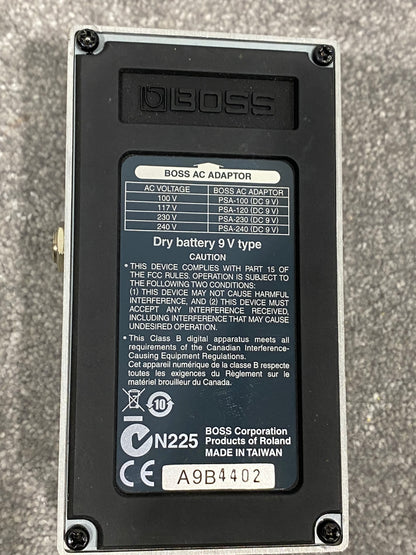 BOSS
BOSS AC ADAPTOR
AC VOLTAGE BOSS AC ADAPTOR
100 V PSA-100 (DC 9 V)
117 V PSA-120 (DC 9 V)
230 V PSA-230 (DC 9 V)
240 V PSA-240 (DC 9 V)
Dry battery 9 V type
CAUTION
• THIS DEVICE COMPLIES WITH PART 15 OF
THE FCC RULES. OPERATION IS SUBJECT TO
THE FOLLOWING TWO CONDITIONS:
(1) THIS DEVICE MAY NOT CAUSE HARMFUL
INTERFERENCE, AND (2) THIS DEVICE MUST
ACCEPT ANY INTERFERENCE RECEIVED,
INCLUDING INTERFERENCE THAT MAY CAUSE
UNDESIRED OPERATION.
• This Class B digital apparatus meets all
requirements of the Canadian Interference-
Causing Equipment Regulations.
Cet appareil numérique de la classe B respecte
toutes les exigences du Règlement sur le
matériel brouilleur du Canada.
10
N225
BOSS Corporation
Products of Roland
MADE IN TAIWAN
CE
A9B4402